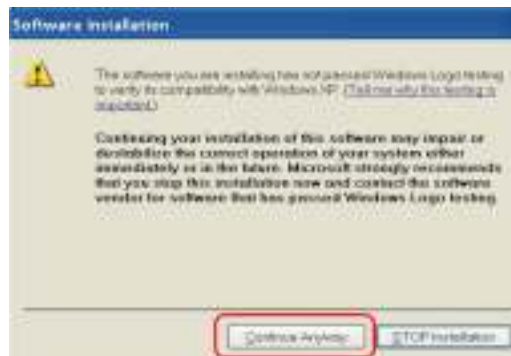 Software Installation
The software you are installing has not passed Windows Logo testing
to verify its compatibility with Windows XP. (Tell me why this testing is
important.)
Continuing your installation of this software may impair or
destabilize the correct operation of your system either
immediately or in the future. Microsoft strongly recommends
that you stop this installation now and contact the software
vendor for software that has passed Windows Logo testing.
Continue Anyway
STOP Installation